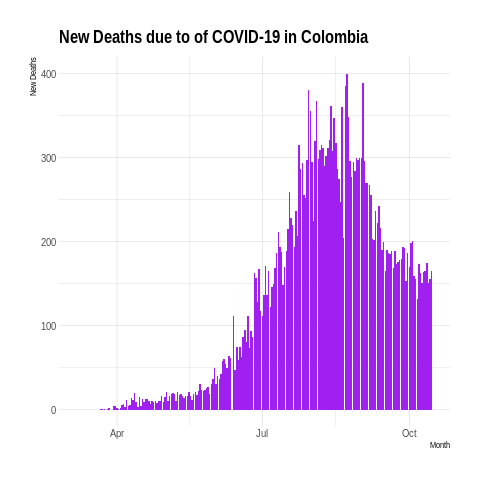 New Deaths due to of COVID-19 in Colombia
New Deaths
400
300
200
100
0
Apr
Jul
Oct
Month